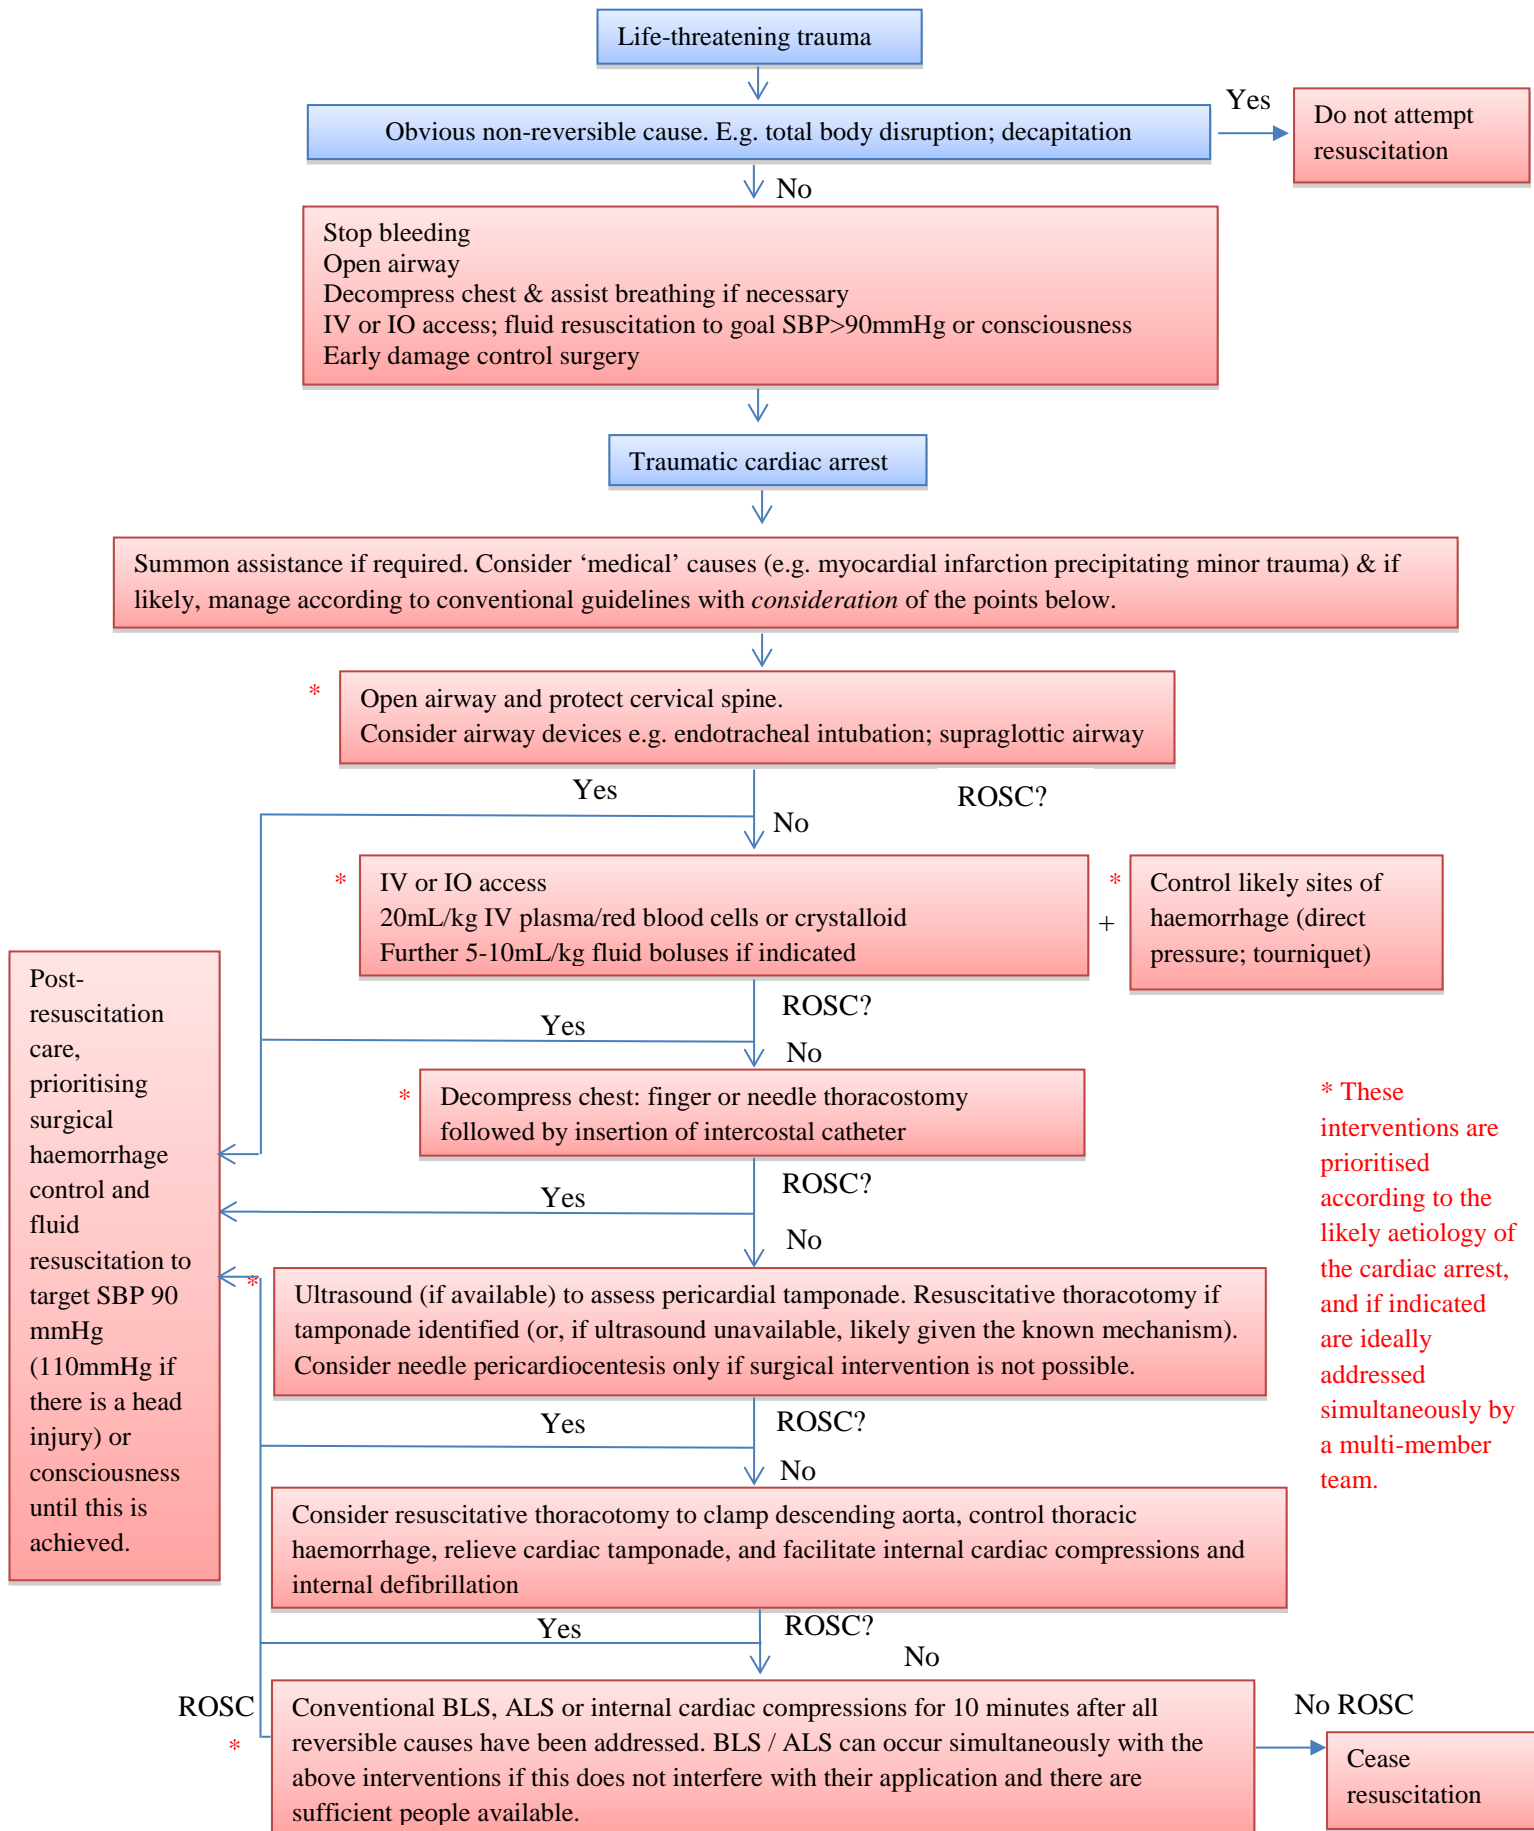 Life-threatening trauma
Obvious non-reversible cause. E.g. total body disruption; decapitation
Yes
Do not attempt
resuscitation
No
Stop bleeding
Open airway
Decompress chest & assist breathing if necessary
IV or IO access; fluid resuscitation to goal SBP>90mmHg or consciousness
Early damage control surgery
Traumatic cardiac arrest
Summon assistance if required. Consider ‘medical’ causes (e.g. myocardial infarction precipitating minor trauma) & if
likely, manage according to conventional guidelines with consideration of the points below.
*
Open airway and protect cervical spine.
Consider airway devices e.g. endotracheal intubation; supraglottic airway
Yes
ROSC?
No
*
IV or IO access
20mL/kg IV plasma/red blood cells or crystalloid
Further 5-10mL/kg fluid boluses if indicated
+
*
Control likely sites of
haemorrhage (direct
pressure; tourniquet)
ROSC?
Yes
No
*
Decompress chest: finger or needle thoracostomy
followed by insertion of intercostal catheter
ROSC?
Yes
No
*
Ultrasound (if available) to assess pericardial tamponade. Resuscitative thoracotomy if
tamponade identified (or, if ultrasound unavailable, likely given the known mechanism).
Consider needle pericardiocentesis only if surgical intervention is not possible.
Yes
ROSC?
No
Consider resuscitative thoracotomy to clamp descending aorta, control thoracic
haemorrhage, relieve cardiac tamponade, and facilitate internal cardiac compressions and
internal defibrillation
Yes
ROSC?
No
ROSC
*
Conventional BLS, ALS or internal cardiac compressions for 10 minutes after all
reversible causes have been addressed. BLS / ALS can occur simultaneously with the
above interventions if this does not interfere with their application and there are
sufficient people available.
No ROSC
Cease
resuscitation
Post-
resuscitation
care,
prioritising
surgical
haemorrhage
control and
fluid
resuscitation to
target SBP 90
mmHg
(110mmHg if
there is a head
injury) or
consciousness
until this is
achieved.
* These
interventions are
prioritised
according to the
likely aetiology of
the cardiac arrest,
and if indicated
are ideally
addressed
simultaneously by
a multi-member
team.